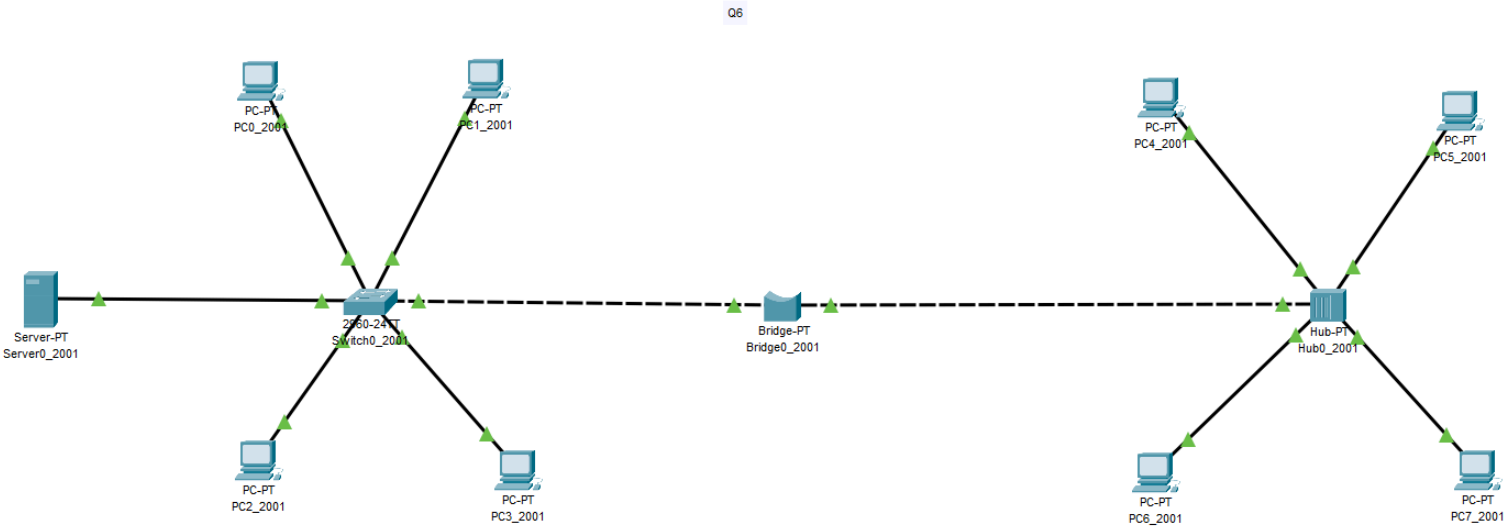 Q6
PC-PT
PC0_2001
PC-PT
PC1_2001
PC-PT
PC4_2001
PC-PT
PC5_2001
Server-PT
Server0_2001
2960-24TT
Switch0_2001
Bridge-PT
Bridge0_2001
Hub-PT
Hub0_2001
PC-PT
PC2_2001
PC-PT
PC3_2001
PC-PT
PC6_2001
PC-PT
PC7_2001